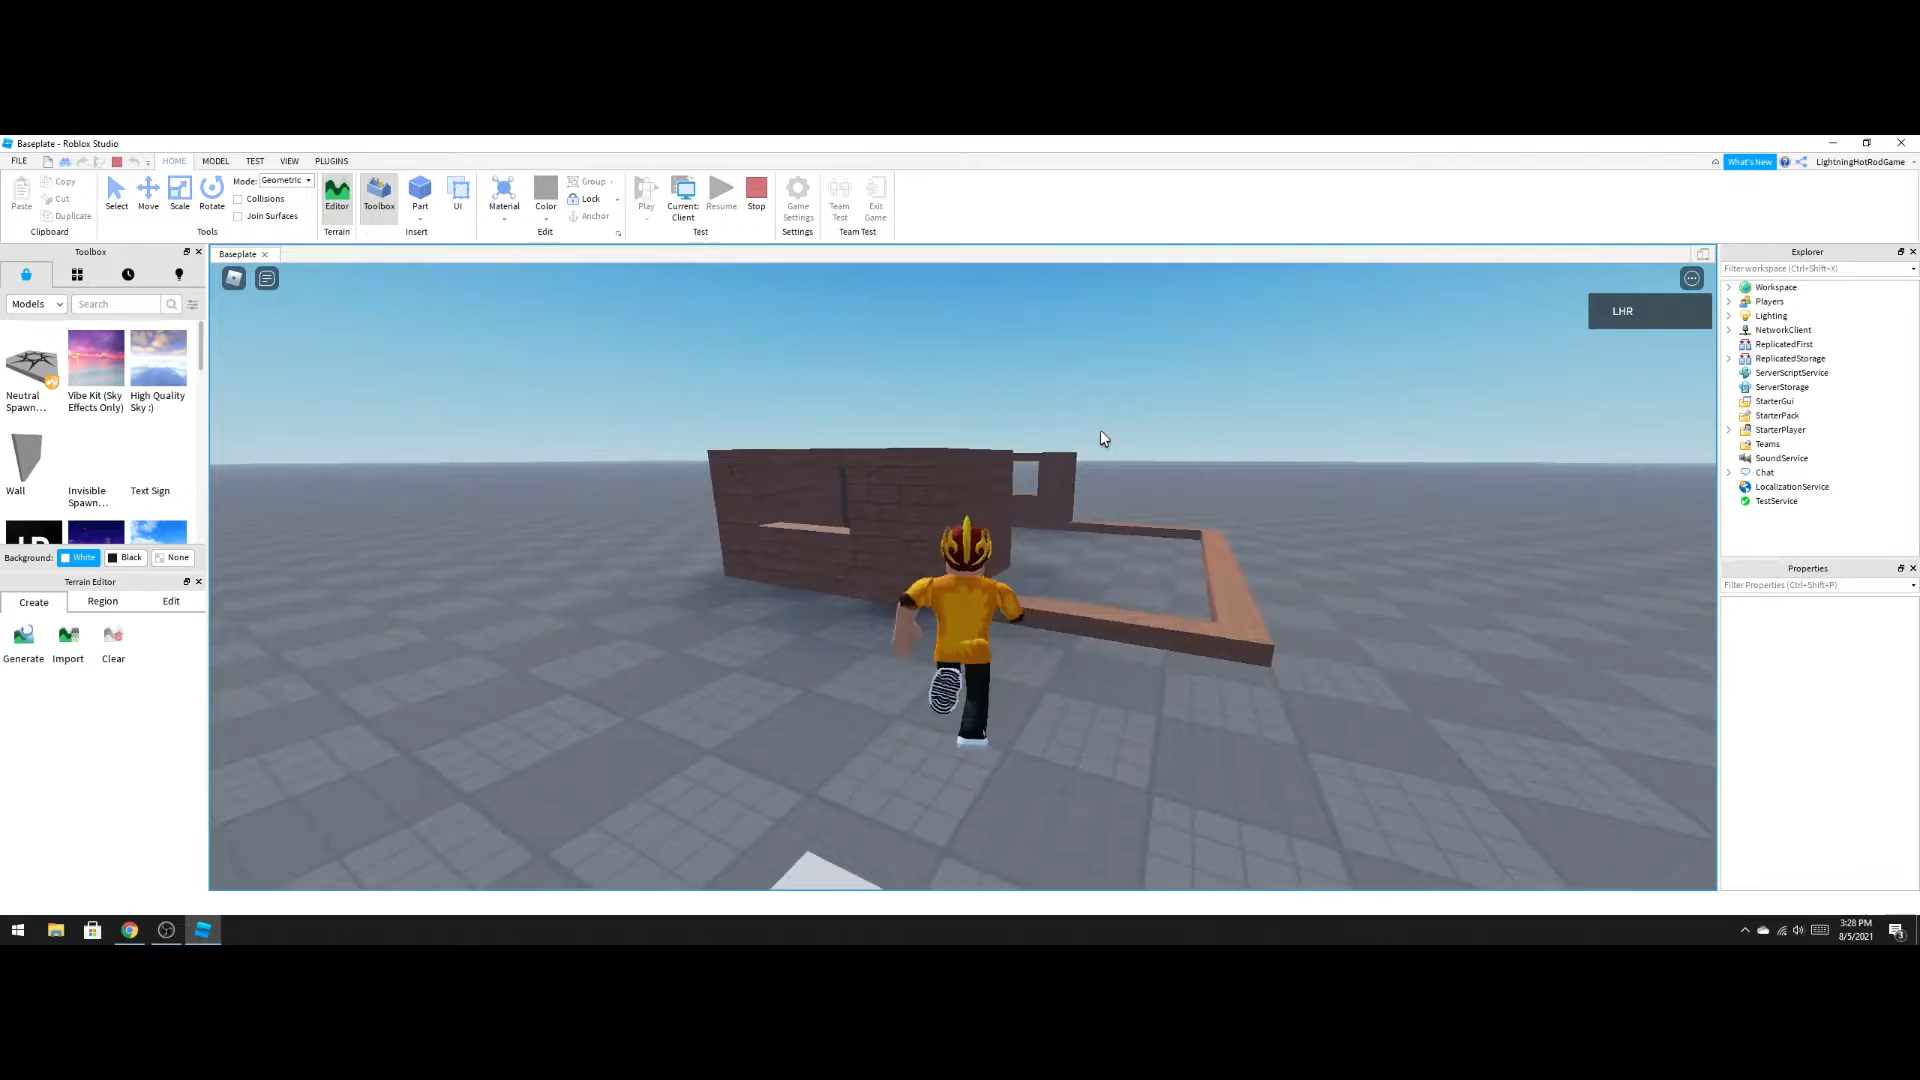 Baseplate - Roblox Studio
FILE HOME MODEL TEST VIEW PLUGINS What's New LightningHotRodGame
Paste Copy Cut Duplicate
Select Move Scale Rotate
Mode: Geometric
Collisions
Join Surfaces
Editor Toolbox Part UI
Material Color Group Lock Anchor
Play Current: Client Resume Stop
Game Settings Team Test Exit Game
Clipboard Tools Terrain Insert Edit Test Settings Team Test
Toolbox
Models Search
Neutral Spawn...
Vibe Kit (Sky Effects Only)
High Quality Sky :)
Wall
Invisible Spawn...
Text Sign
Background: White Black None
Terrain Editor
Create Region Edit
Generate Import Clear
Baseplate
LHR
Explorer
Filter workspace (Ctrl+Shift+X)
Workspace
Players
Lighting
NetworkClient
ReplicatedFirst
ReplicatedStorage
ServerScriptService
ServerStorage
StarterGui
StarterPack
StarterPlayer
Teams
SoundService
Chat
LocalizationService
TestService
Properties
Filter Properties (Ctrl+Shift+P)
3:28 PM
8/5/2021
3